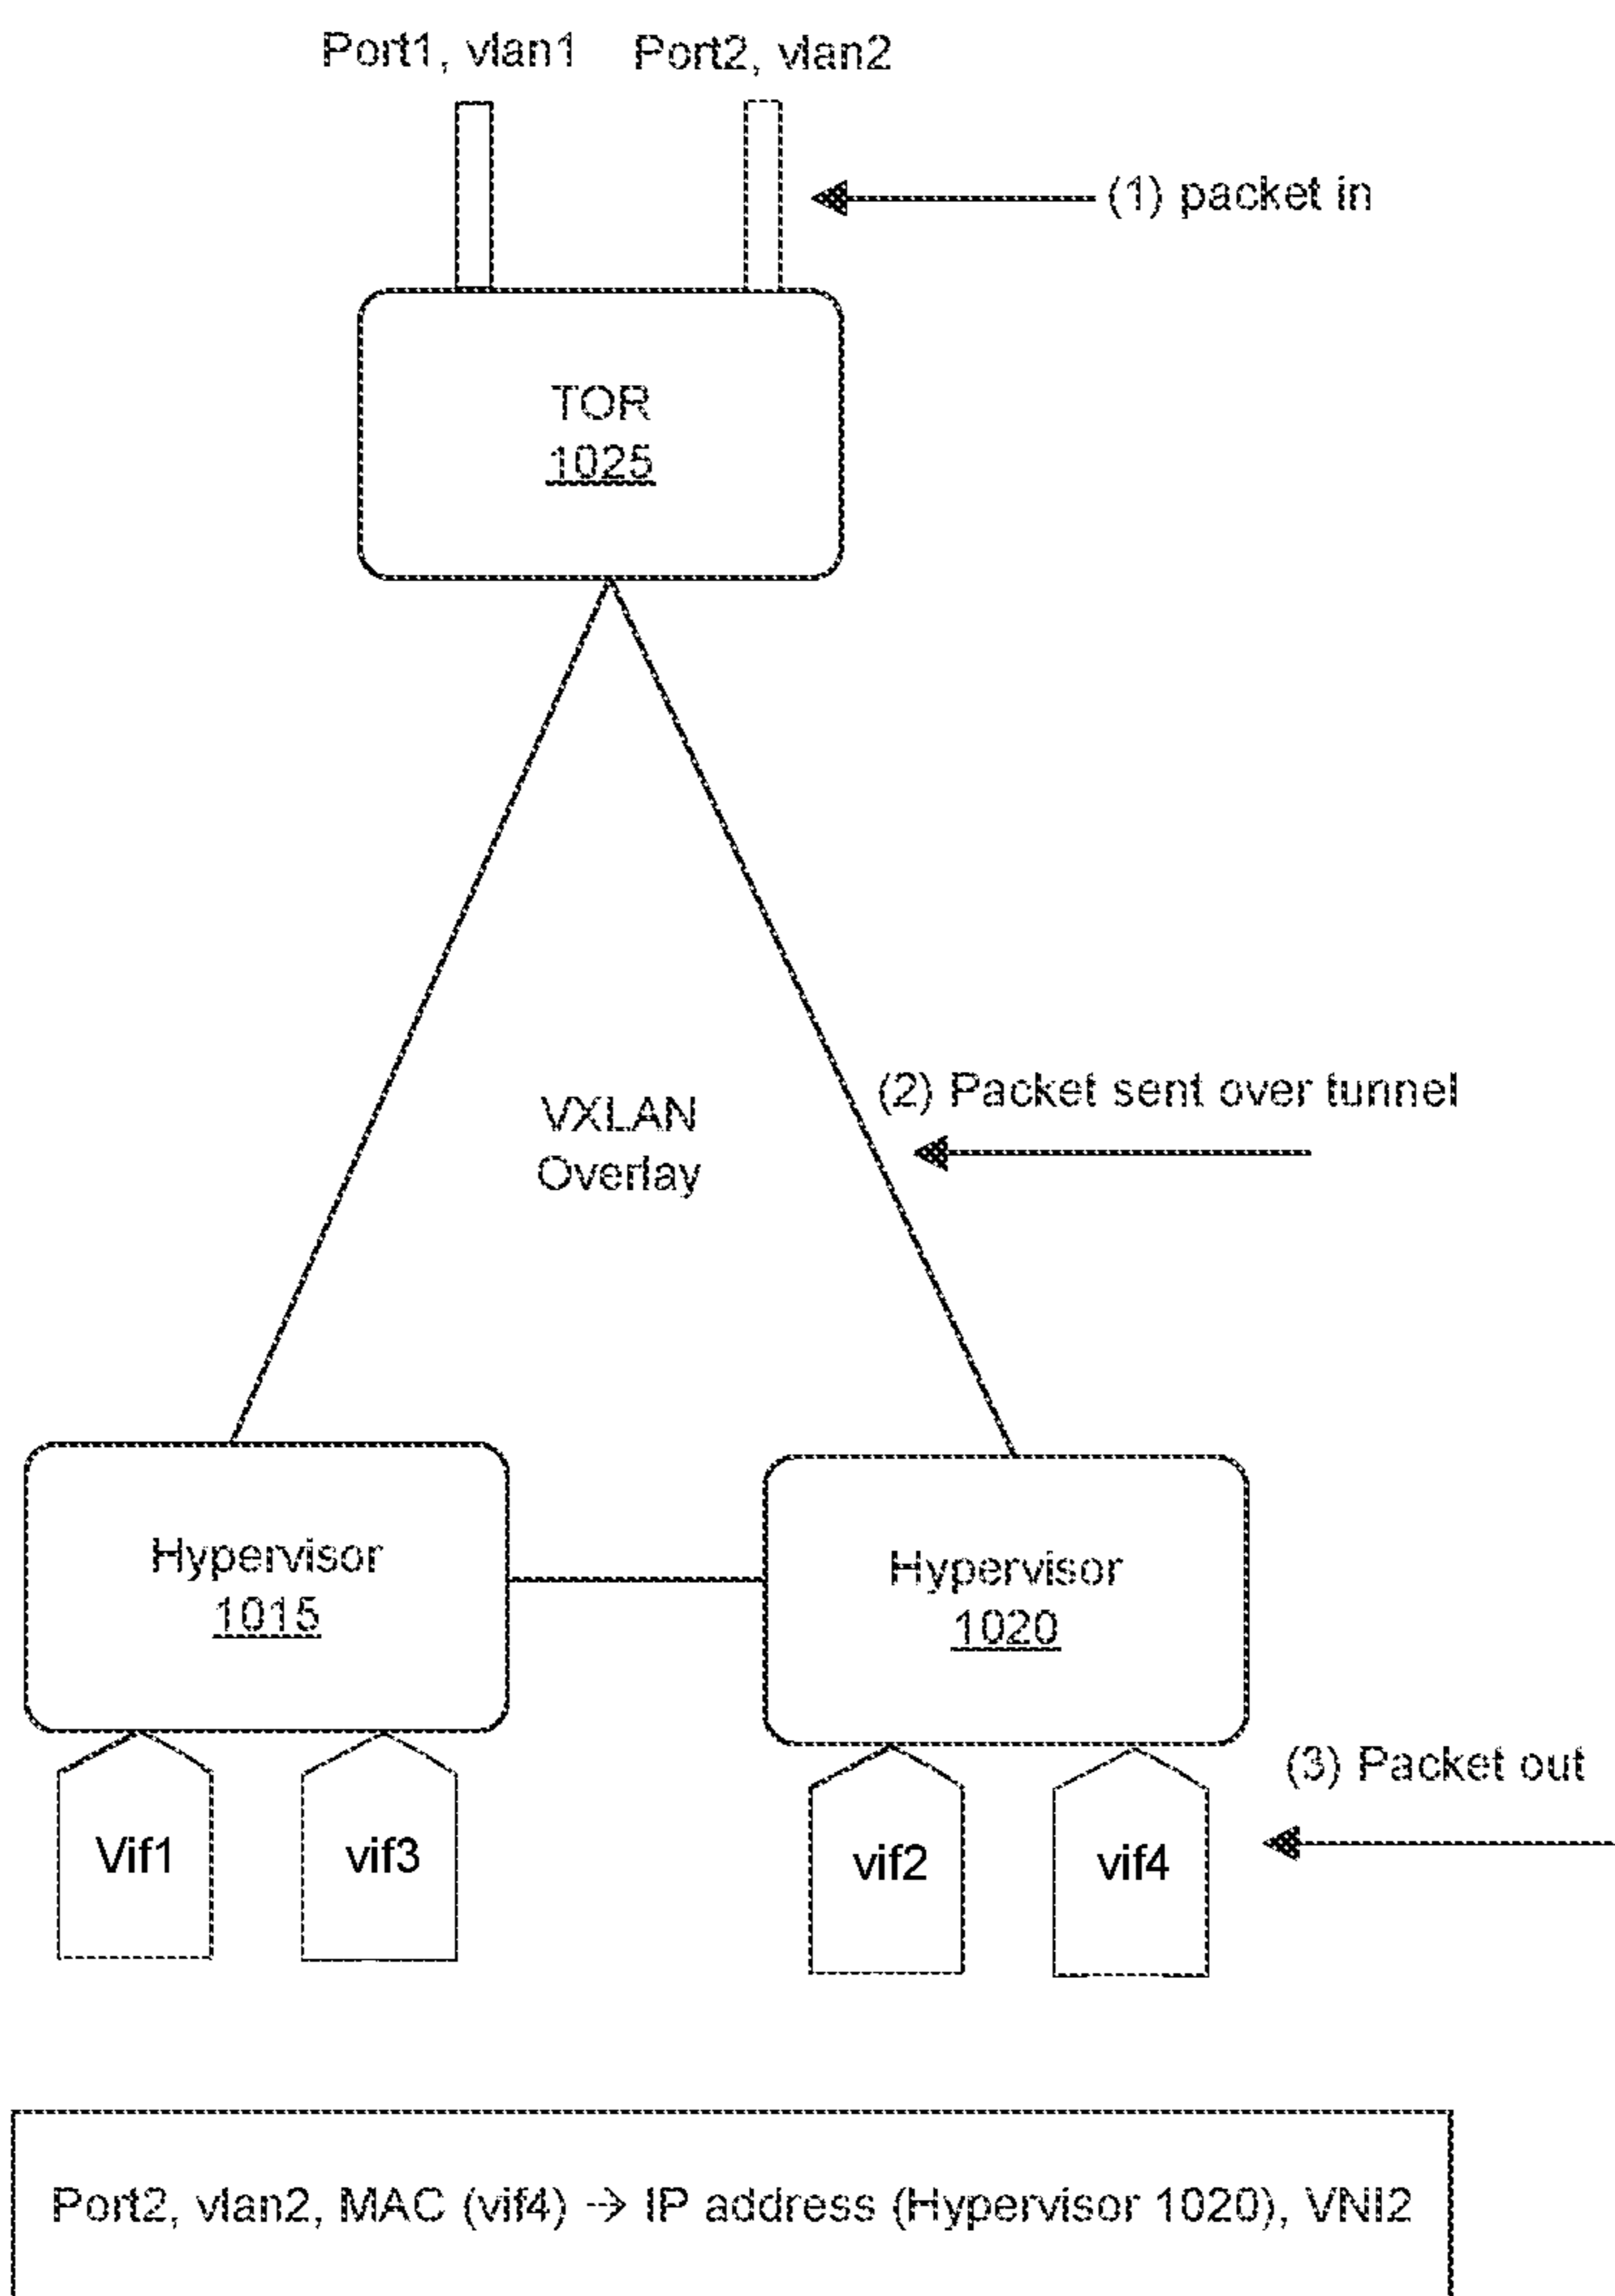 Port1, vlan1
Port2, vlan2
(1) packet in
TOR
1025
(2) Packet sent over tunnel
VXLAN
Overlay
Hypervisor
1015
Hypervisor
1020
(3) Packet out
Vif1
vif3
vif2
vif4
Port2, vlan2, MAC (vif4) → IP address (Hypervisor 1020), VNI2